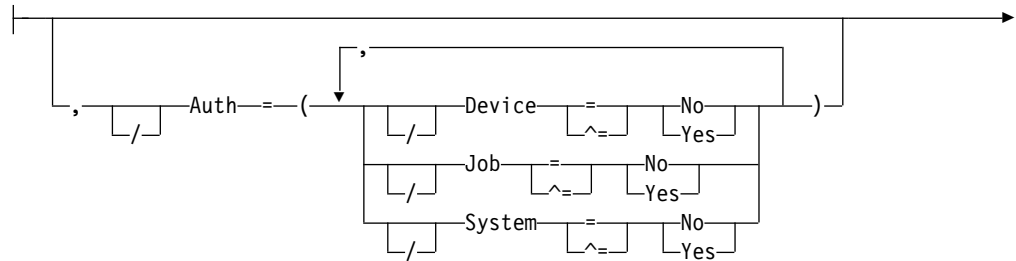 ,
, / Auth = ( / Device = ^= No Yes )
/ Job = ^= No Yes
/ System = ^= No Yes